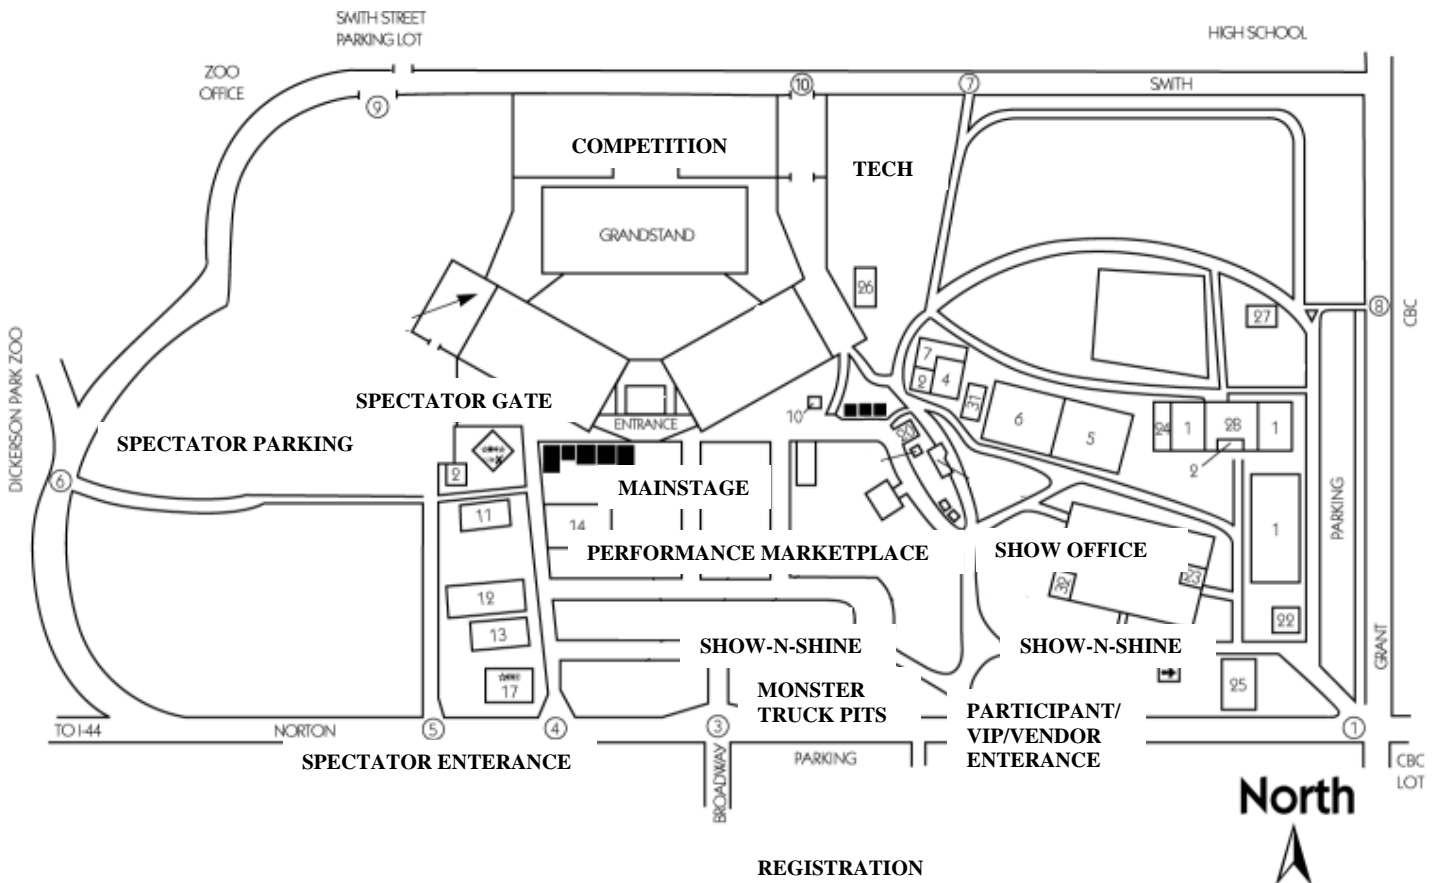 SMITH STREET
PARKING LOT
HIGH SCHOOL
ZOO
OFFICE
9
10
7
SMITH
COMPETITION
TECH
GRANDSTAND
26
27
8
CBC
DICKERSON PARK ZOO
7
2
4
31
6
5
24
1
28
1
2
SPECTATOR GATE
10
ENTRANCE
SPECTATOR PARKING
2
6
MAINSTAGE
11
14
PERFORMANCE MARKETPLACE
SHOW OFFICE
1
PARKING
32
23
12
13
22
SHOW-N-SHINE
SHOW-N-SHINE
GRANT
17
25
MONSTER
TRUCK PITS
PARTICIPANT/
VIP/VENDOR
ENTERANCE
TO I-44
NORTON
5
4
3
1
SPECTATOR ENTERANCE
BROADWAY
PARKING
CBC
LOT
North
REGISTRATION